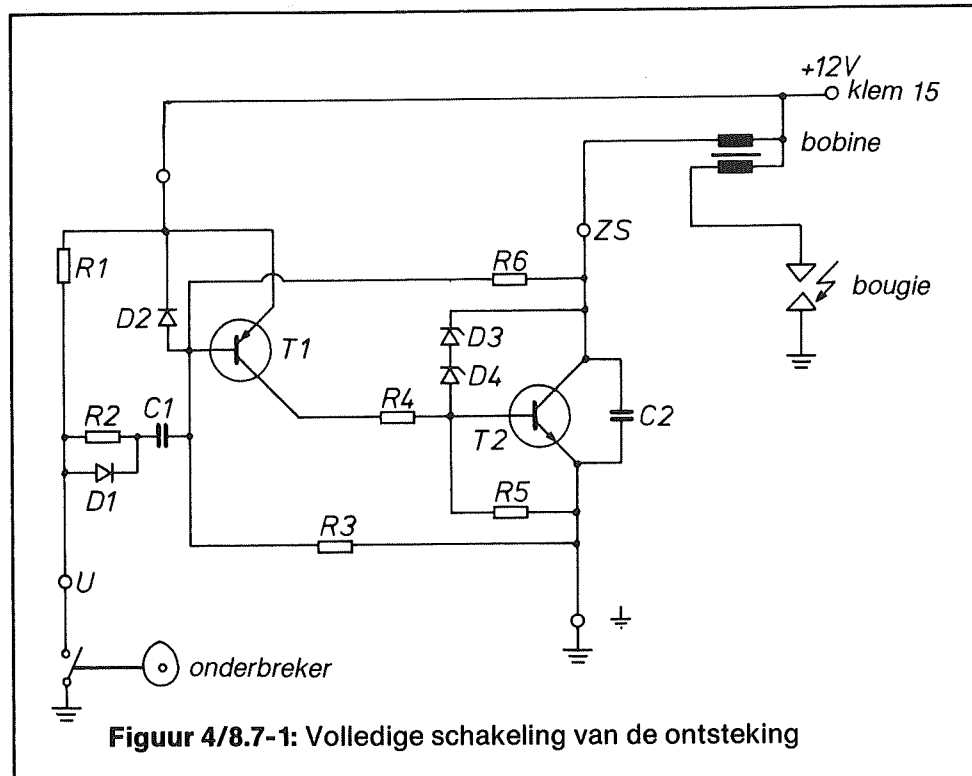 +12V
klem 15
bobine
ZS
R1
R6
bougie
D2
D3
T1
D4
R4
R2
C1
T2
C2
D1
R5
R3
U
onderbreker
Figuur 4/8.7-1: Volledige schakeling van de ontsteking